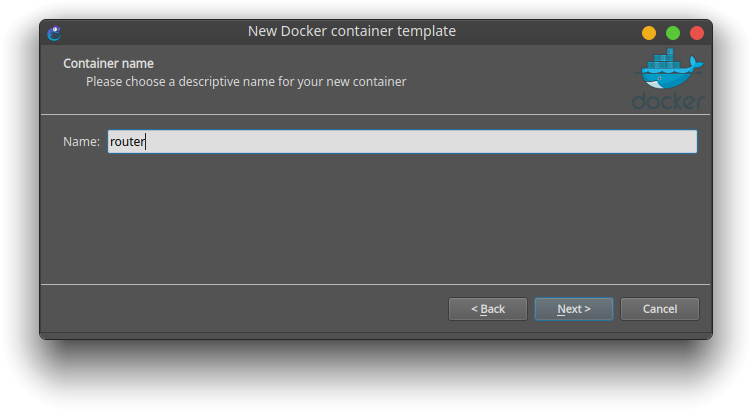 New Docker container template
Container name
Please choose a descriptive name for your new container
docker
Name: router
< Back Next > Cancel